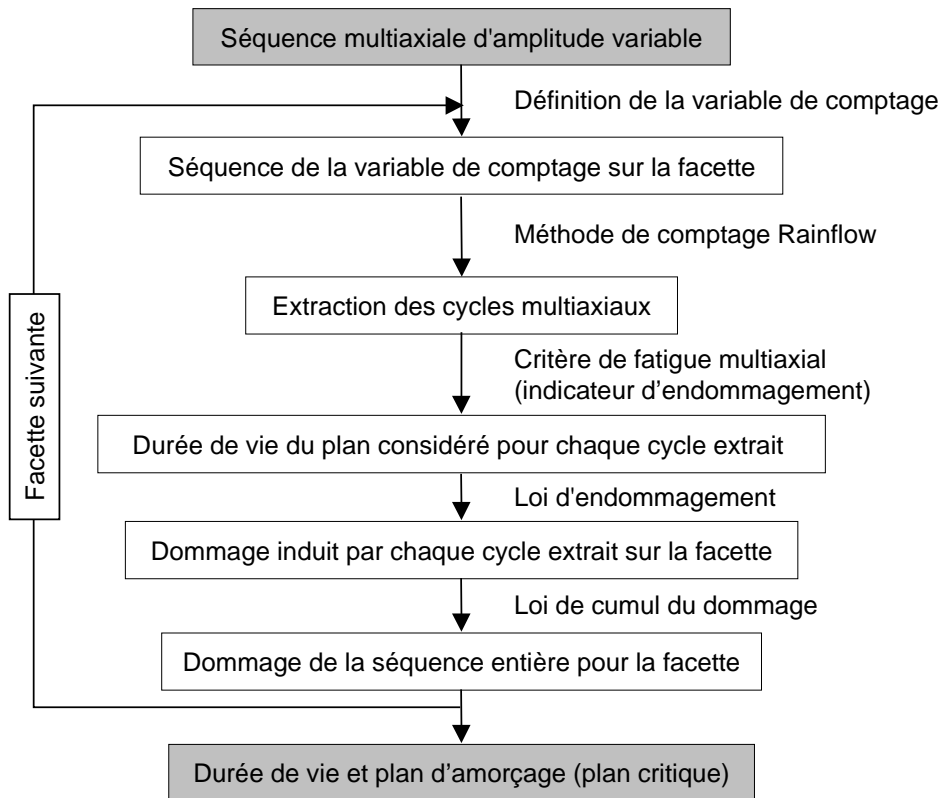 Séquence multiaxiale d'amplitude variable
Définition de la variable de comptage
Séquence de la variable de comptage sur la facette
Méthode de comptage Rainflow
Extraction des cycles multiaxiaux
Critère de fatigue multiaxial
(indicateur d’endommagement)
Durée de vie du plan considéré pour chaque cycle extrait
Loi d'endommagement
Dommage induit par chaque cycle extrait sur la facette
Loi de cumul du dommage
Dommage de la séquence entière pour la facette
Facette suivante
Durée de vie et plan d’amorçage (plan critique)